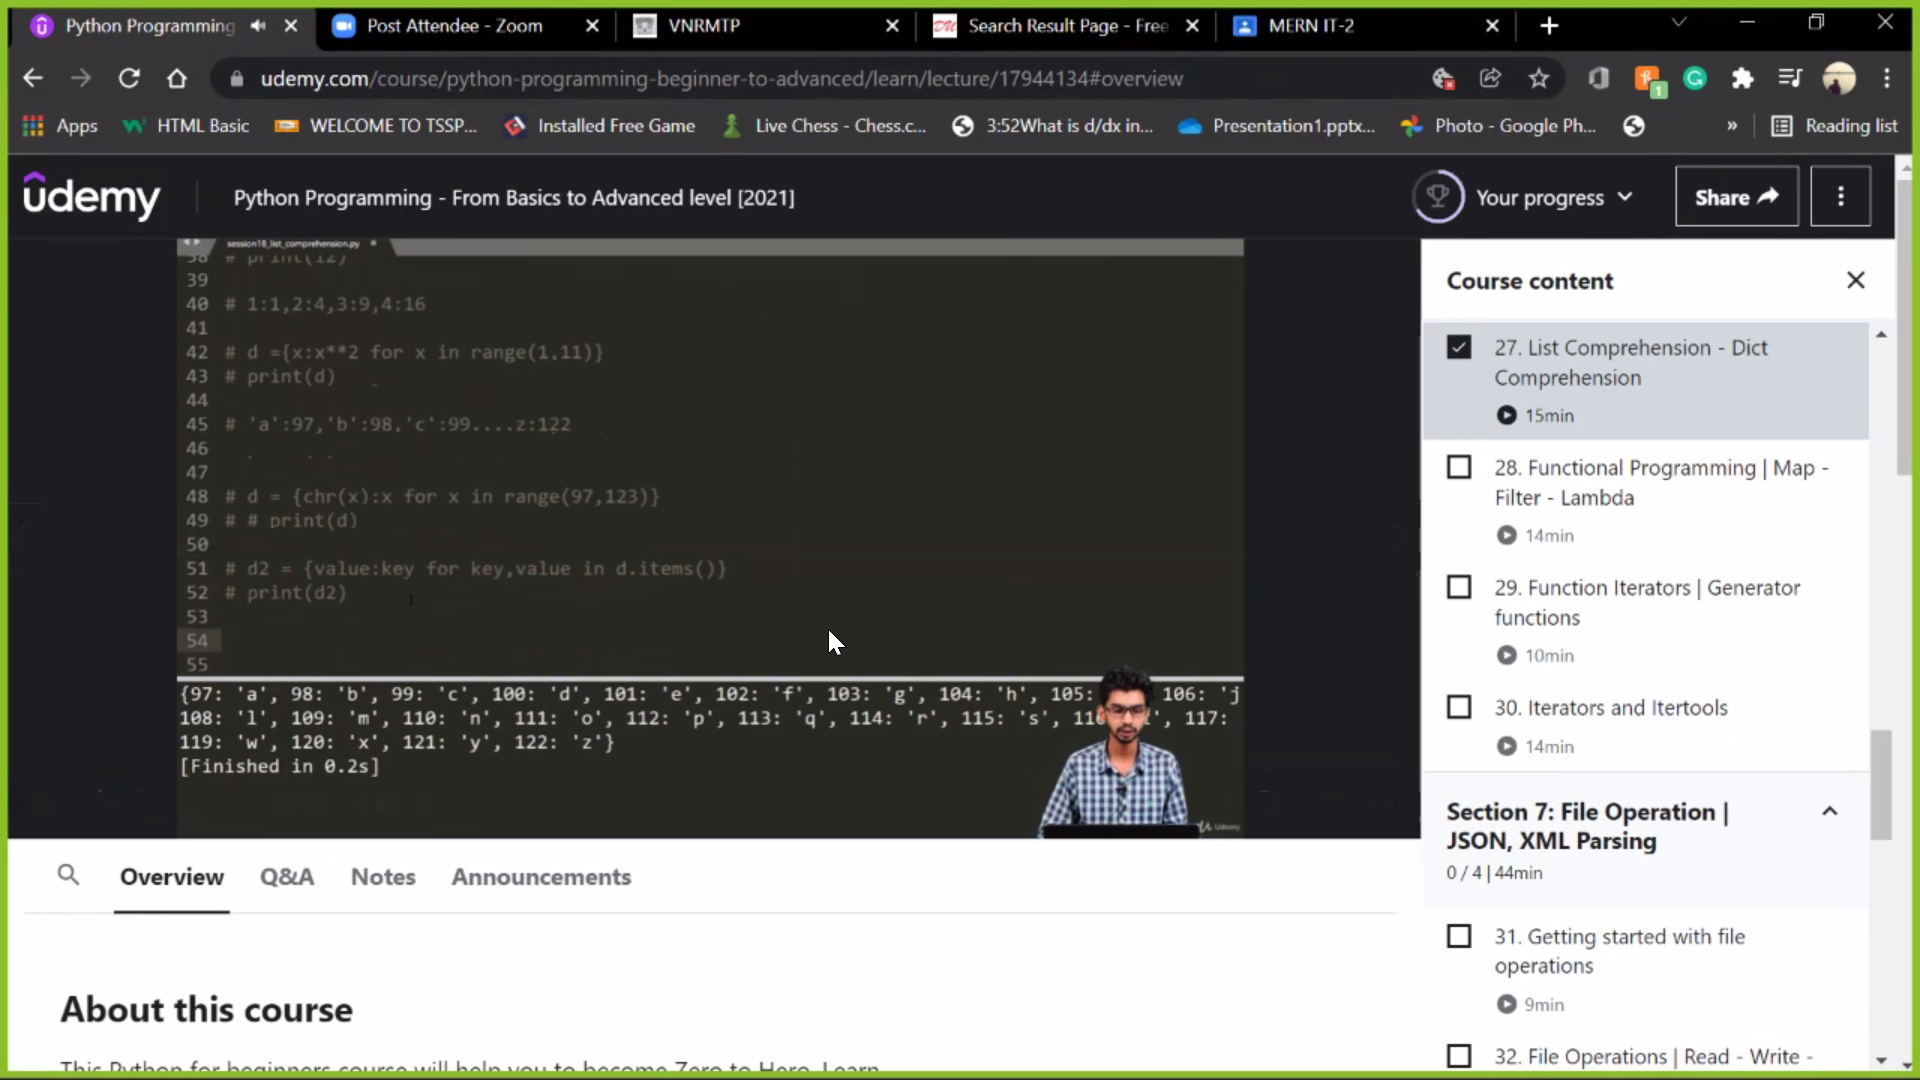 Python Programming
Post Attendee - Zoom
VNRMTP
Search Result Page - Free
MERN IT-2
udemy.com/course/python-programming-beginner-to-advanced/learn/lecture/17944134#overview
1
Apps
HTML Basic
WELCOME TO TSSP...
Installed Free Game
Live Chess - Chess.c...
3:52What is d/dx in...
Presentation1.pptx...
Photo - Google Ph...
»
Reading list
udemy
Python Programming - From Basics to Advanced level [2021]
Your progress
Share
session18_list_comprehension.py
38 # print(l2)
39
40 # 1:1,2:4,3:9,4:16
41
42 # d ={x:x**2 for x in range(1,11)}
43 # print(d)
44
45 # 'a':97,'b':98,'c':99....z:122
46
47
48 # d = {chr(x):x for x in range(97,123)}
49 # # print(d)
50
51 # d2 = {value:key for key,value in d.items()}
52 # print(d2)
53
54
55
{97: 'a', 98: 'b', 99: 'c', 100: 'd', 101: 'e', 102: 'f', 103: 'g', 104: 'h', 105: 106: 'j
108: 'l', 109: 'm', 110: 'n', 111: 'o', 112: 'p', 113: 'q', 114: 'r', 115: 's', 117:
119: 'w', 120: 'x', 121: 'y', 122: 'z'}
[Finished in 0.2s]
Udemy
Course content
27. List Comprehension - Dict
Comprehension
15min
28. Functional Programming | Map -
Filter - Lambda
14min
29. Function Iterators | Generator
functions
10min
30. Iterators and Itertools
14min
Section 7: File Operation |
JSON, XML Parsing
0 / 4 | 44min
31. Getting started with file
operations
9min
32. File Operations | Read - Write -
Overview
Q&A
Notes
Announcements
About this course
This Python for beginners course will help you to become Zero to Hero. Learn